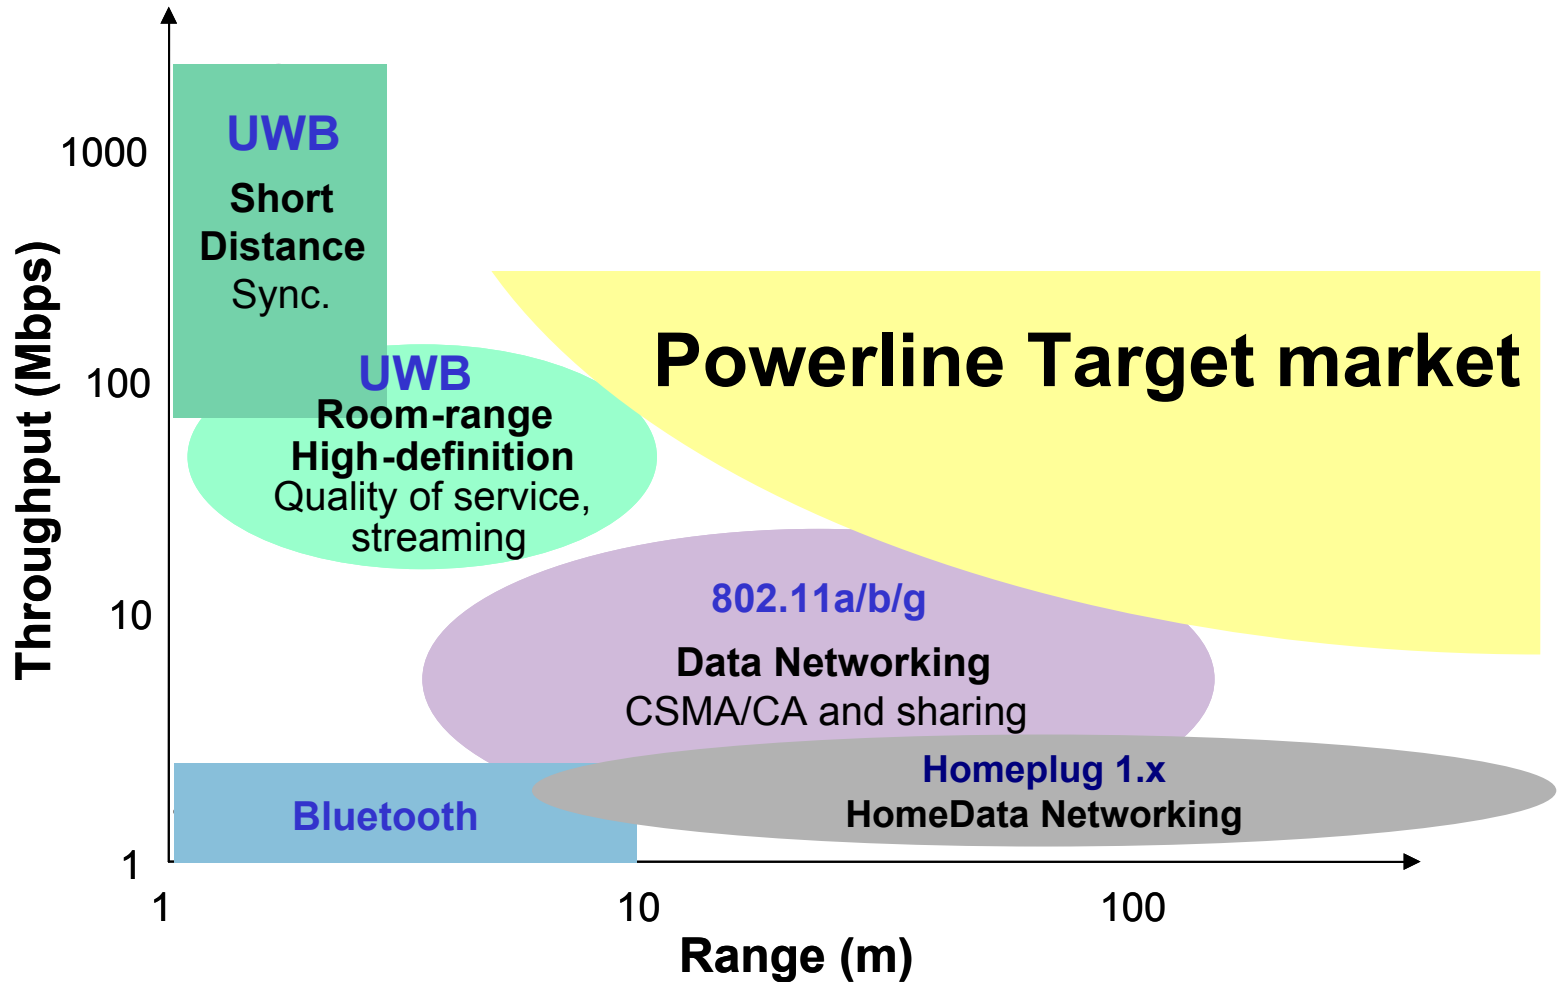 Throughput (Mbps)
1000
100
10
1
UWB
Short
Distance
Sync.
UWB
Room-range
High-definition
Quality of service,
streaming
Powerline Target market
802.11a/b/g
Data Networking
CSMA/CA and sharing
Homeplug 1.x
HomeData Networking
Bluetooth
1
10
100
Range (m)